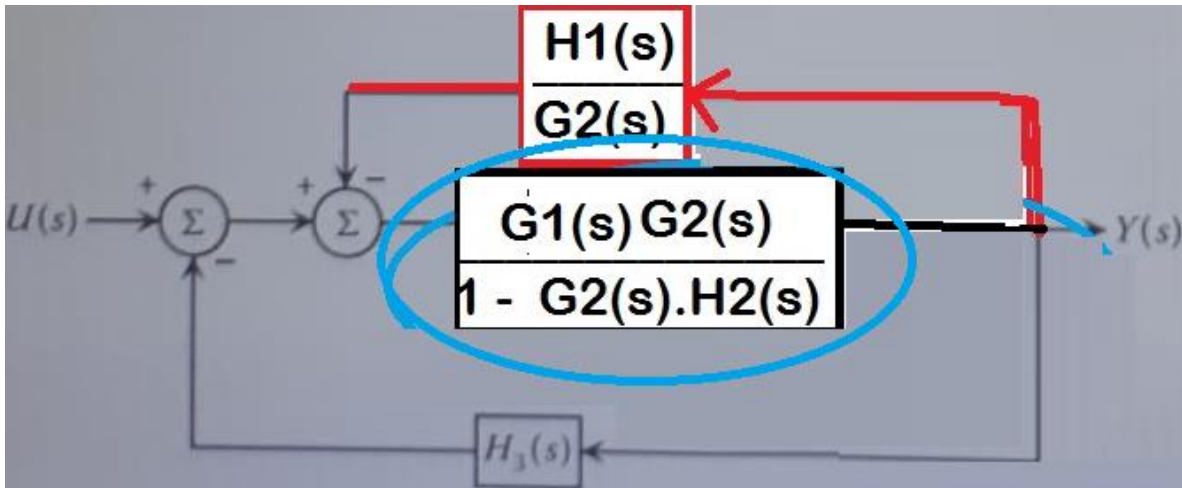 H1(s)
G2(s)
+
−
+
−
U(s)
Σ
Σ
G1(s) G2(s)
1 - G2(s).H2(s)
Y(s)
H₃(s)